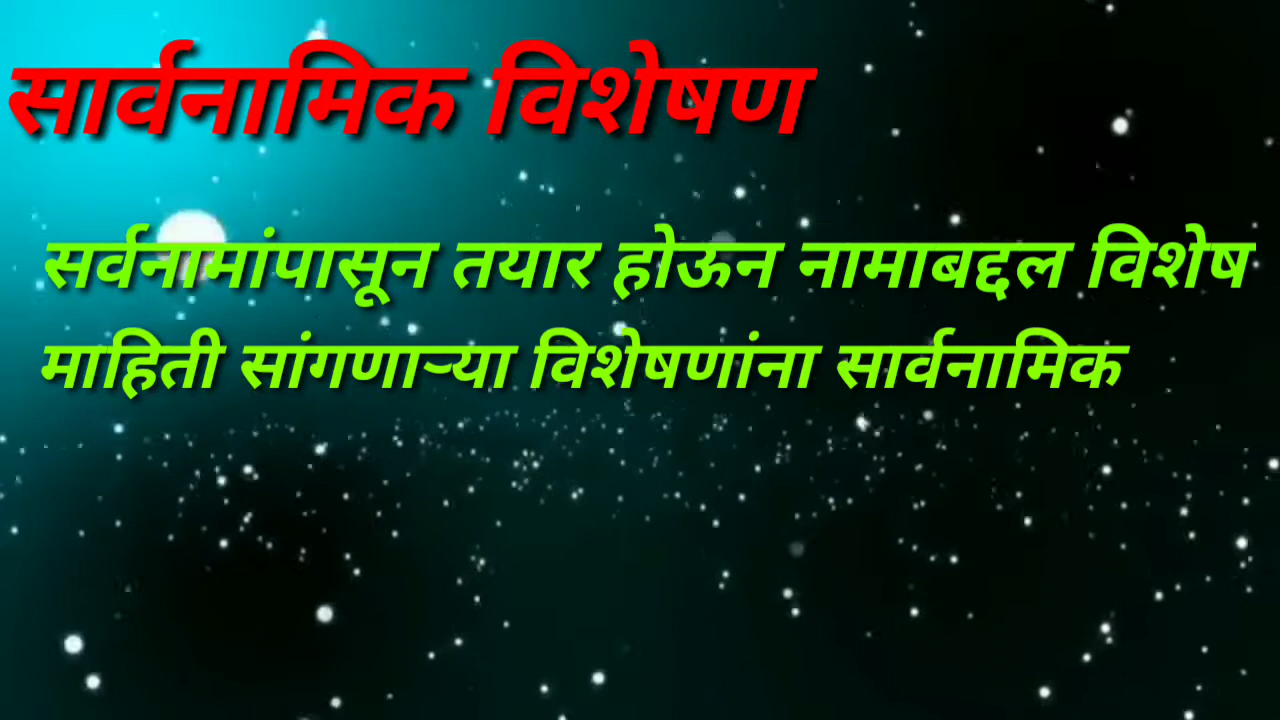 सार्वनामिक विशेषण
सर्वनामांपासून तयार होऊन नामाबद्दल विशेष
माहिती सांगणाऱ्या विशेषणांना सार्वनामिक